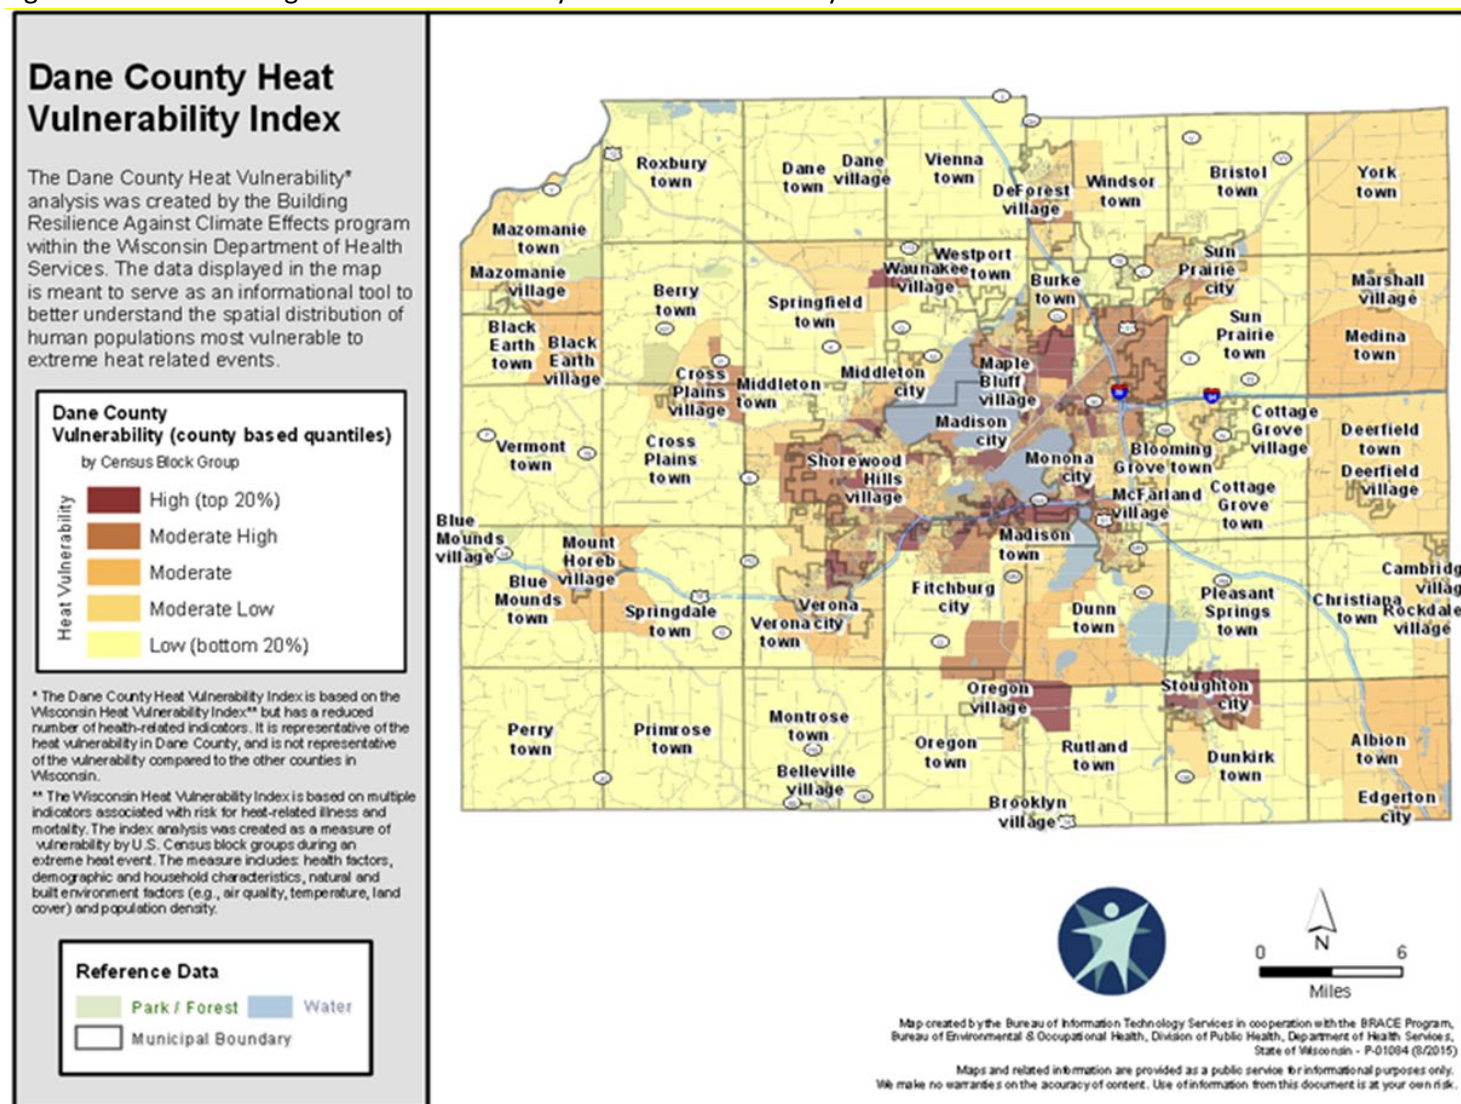 Dane County Heat
Vulnerability Index
The Dane County Heat Vulnerability*
analysis was created by the Building
Resilience Against Climate Effects program
within the Wisconsin Department of Health
Services. The data displayed in the map
is meant to serve as an informational tool to
better understand the spatial distribution of
human populations most vulnerable to
extreme heat related events.
Dane County
Vulnerability (county based quantiles)
by Census Block Group
Heat Vulnerability
High (top 20%)
Moderate High
Moderate
Moderate Low
Low (bottom 20%)
* The Dane County Heat Vulnerability Index is based on the
Wisconsin Heat Vulnerability Index** but has a reduced
number of health-related indicators. It is representative of the
heat vulnerability in Dane County, and is not representative
of the vulnerability compared to the other counties in
Wisconsin.
** The Wisconsin Heat Vulnerability Index is based on multiple
indicators associated with risk for heat-related illness and
mortality. The index analysis was created as a measure of
vulnerability by U.S. Census block groups during an
extreme heat event. The measure includes: health factors,
demographic and household characteristics, natural and
built environment factors (e.g., air quality, temperature, land
cover) and population density.
Reference Data
Park / Forest
Water
Municipal Boundary
Roxbury
town
Dane
town
Dane
village
Vienna
town
DeForest
village
Windsor
town
Bristol
town
York
town
Mazomanie
town
Mazomanie
village
Berry
town
Springfield
town
Waunakee
village
Westport
town
Burke
town
Sun
Prairie
city
Marshall
village
Black
Earth
town
Black
Earth
village
Cross
Plains
village
Middleton
town
Middleton
city
Maple
Bluff
village
Sun
Prairie
town
Medina
town
Vermont
town
Cross
Plains
town
Shorewood
Hills
village
Madison
city
Monona
city
Blooming
Grove town
Cottage
Grove
village
Deerfield
town
Deerfield
village
McFarland
village
Cottage
Grove
town
Blue
Mounds
village
Mount
Horeb
village
Blue
Mounds
town
Springdale
town
Verona
city
Verona
town
Fitchburg
city
Madison
town
Dunn
town
Pleasant
Springs
town
Christiana
town
Cambridg
villag
Rockdale
village
Perry
town
Primrose
town
Montrose
town
Belleville
village
Oregon
village
Oregon
town
Brooklyn
village
Rutland
town
Stoughton
city
Dunkirk
town
Albion
town
Edgerton
city
N
0 6
Miles
Map created by the Bureau of Information Technology Services in cooperation with the BRACE Program,
Bureau of Environmental & Occupational Health, Division of Public Health, Department of Health Services,
State of Wisconsin - P-01084 (8/2015)
Maps and related information are provided as a public service for informational purposes only.
We make no warranties on the accuracy of content. Use of information from this document is at your own risk.